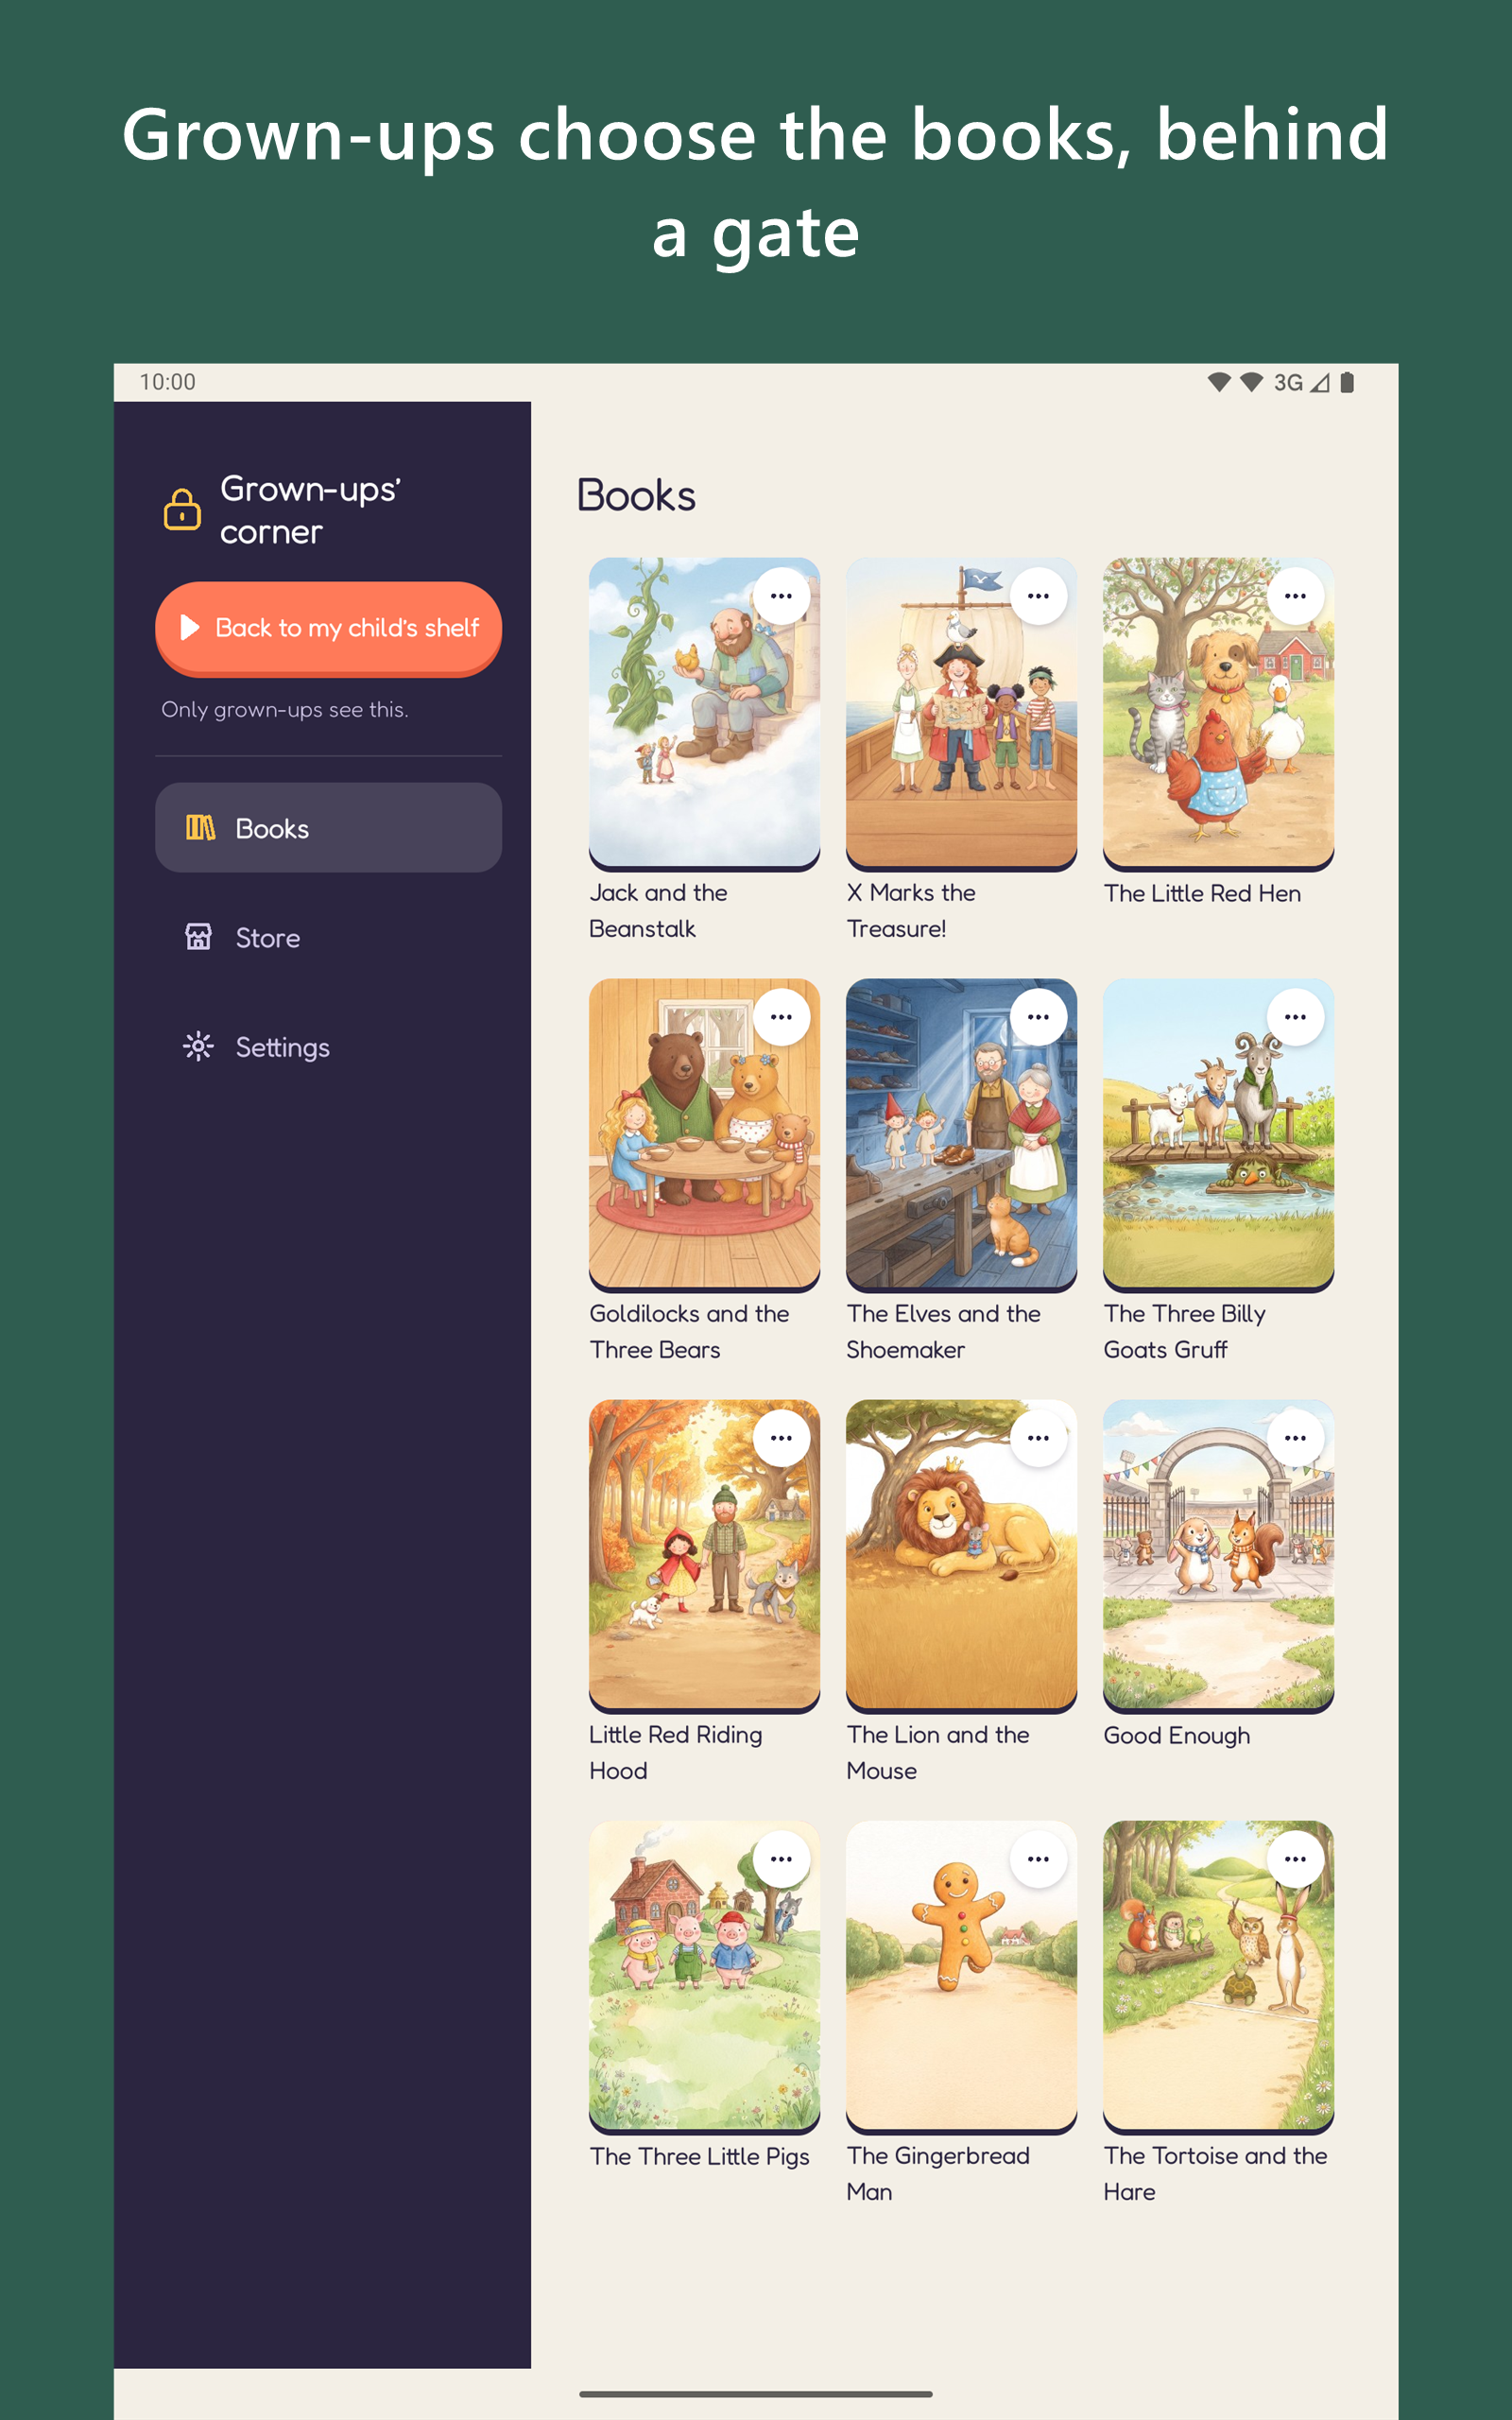 Grown-ups choose the books, behind
a gate
10:00
3G
Grown-ups'
corner
Back to my child's shelf
Only grown-ups see this.
Books
Store
Settings
Books
Jack and the
Beanstalk
X Marks the
Treasure!
The Little Red Hen
Goldilocks and the
Three Bears
The Elves and the
Shoemaker
The Three Billy
Goats Gruff
Little Red Riding
Hood
The Lion and the
Mouse
Good Enough
The Three Little Pigs
The Gingerbread
Man
The Tortoise and the
Hare